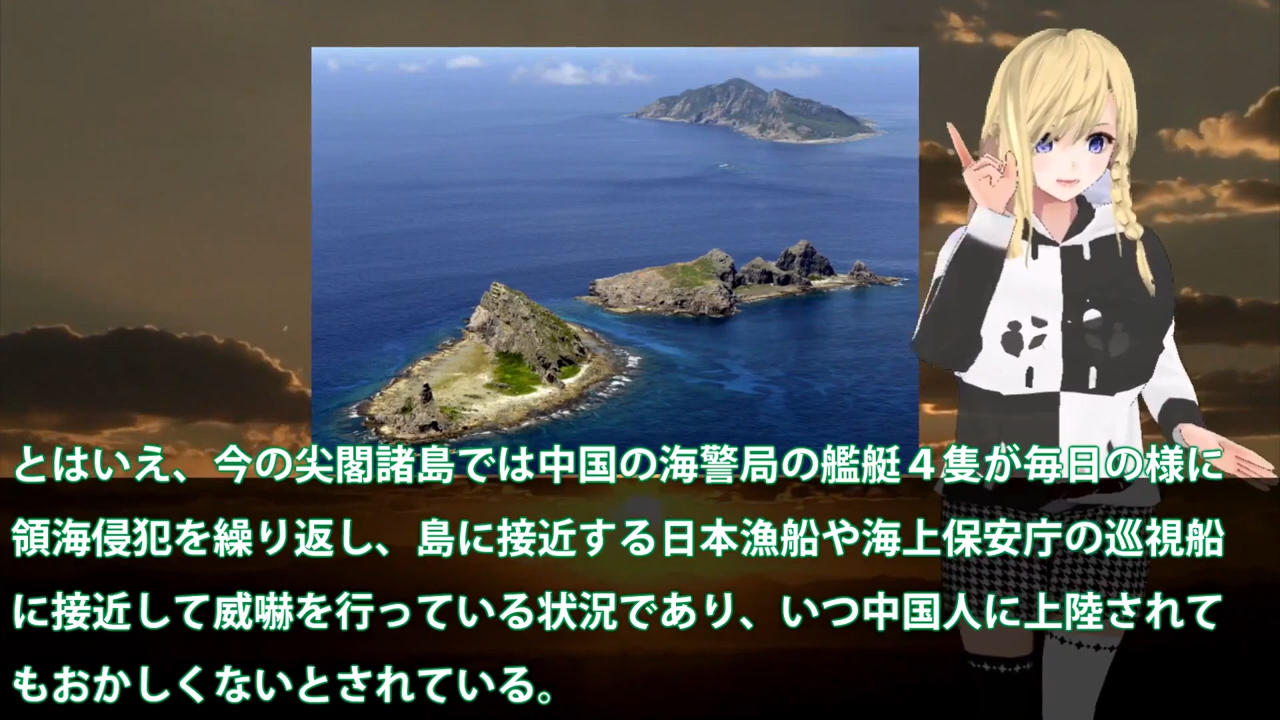 とはいえ、今の尖閣諸島では中国の海警局の艦艇４隻が毎日の様に
領海侵犯を繰り返し、島に接近する日本漁船や海上保安庁の巡視船
に接近して威嚇を行っている状況であり、いつ中国人に上陸されて
もおかしくないとされている。